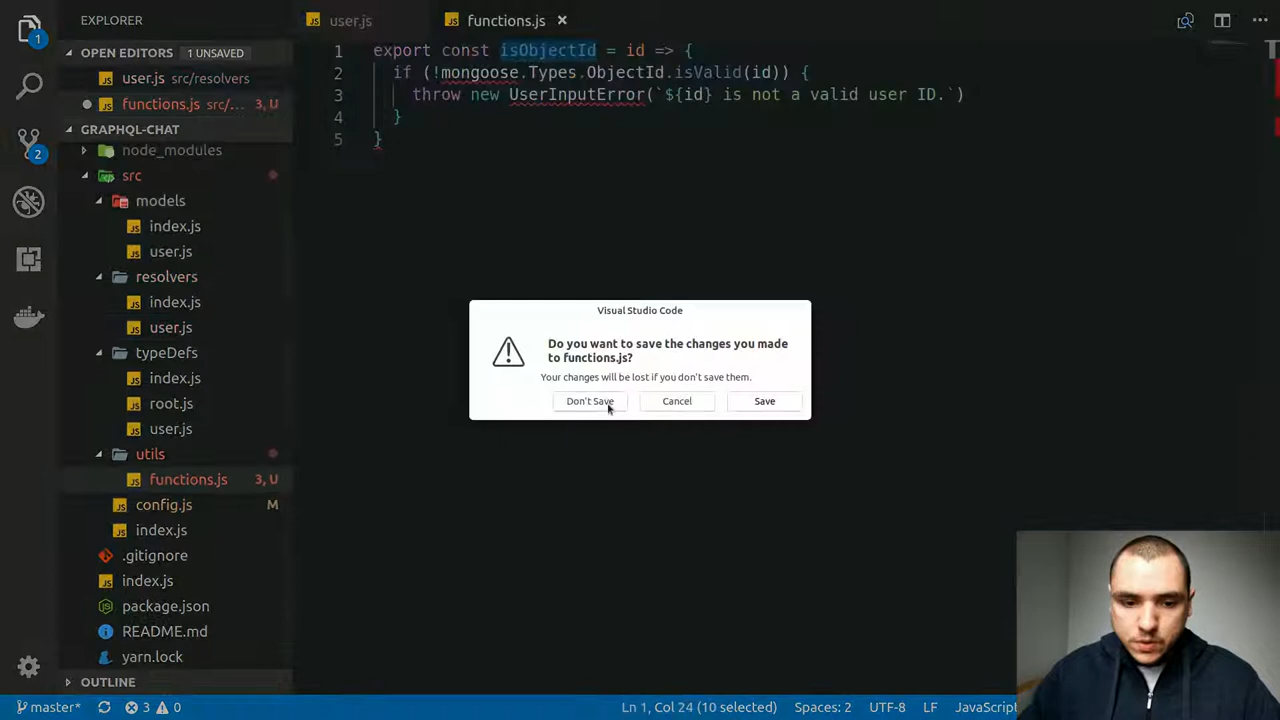 EXPLORER
user.js
functions.js
OPEN EDITORS 1 UNSAVED
user.js src/resolvers
functions.js src/... 3, U
GRAPHQL-CHAT
node_modules
src
models
index.js
user.js
resolvers
index.js
user.js
typeDefs
index.js
root.js
user.js
utils
functions.js 3, U
config.js M
index.js
.gitignore
index.js
package.json
README.md
yarn.lock
OUTLINE
1
2
1 export const isObjectId = id => {
2 if (!mongoose.Types.ObjectId.isValid(id)) {
3 throw new UserInputError(`${id} is not a valid user ID.`)
4 }
5 }
Visual Studio Code
Do you want to save the changes you made
to functions.js?
Your changes will be lost if you don't save them.
Don't Save Cancel Save
master* 3 0 Ln 1, Col 24 (10 selected) Spaces: 2 UTF-8 LF JavaScript